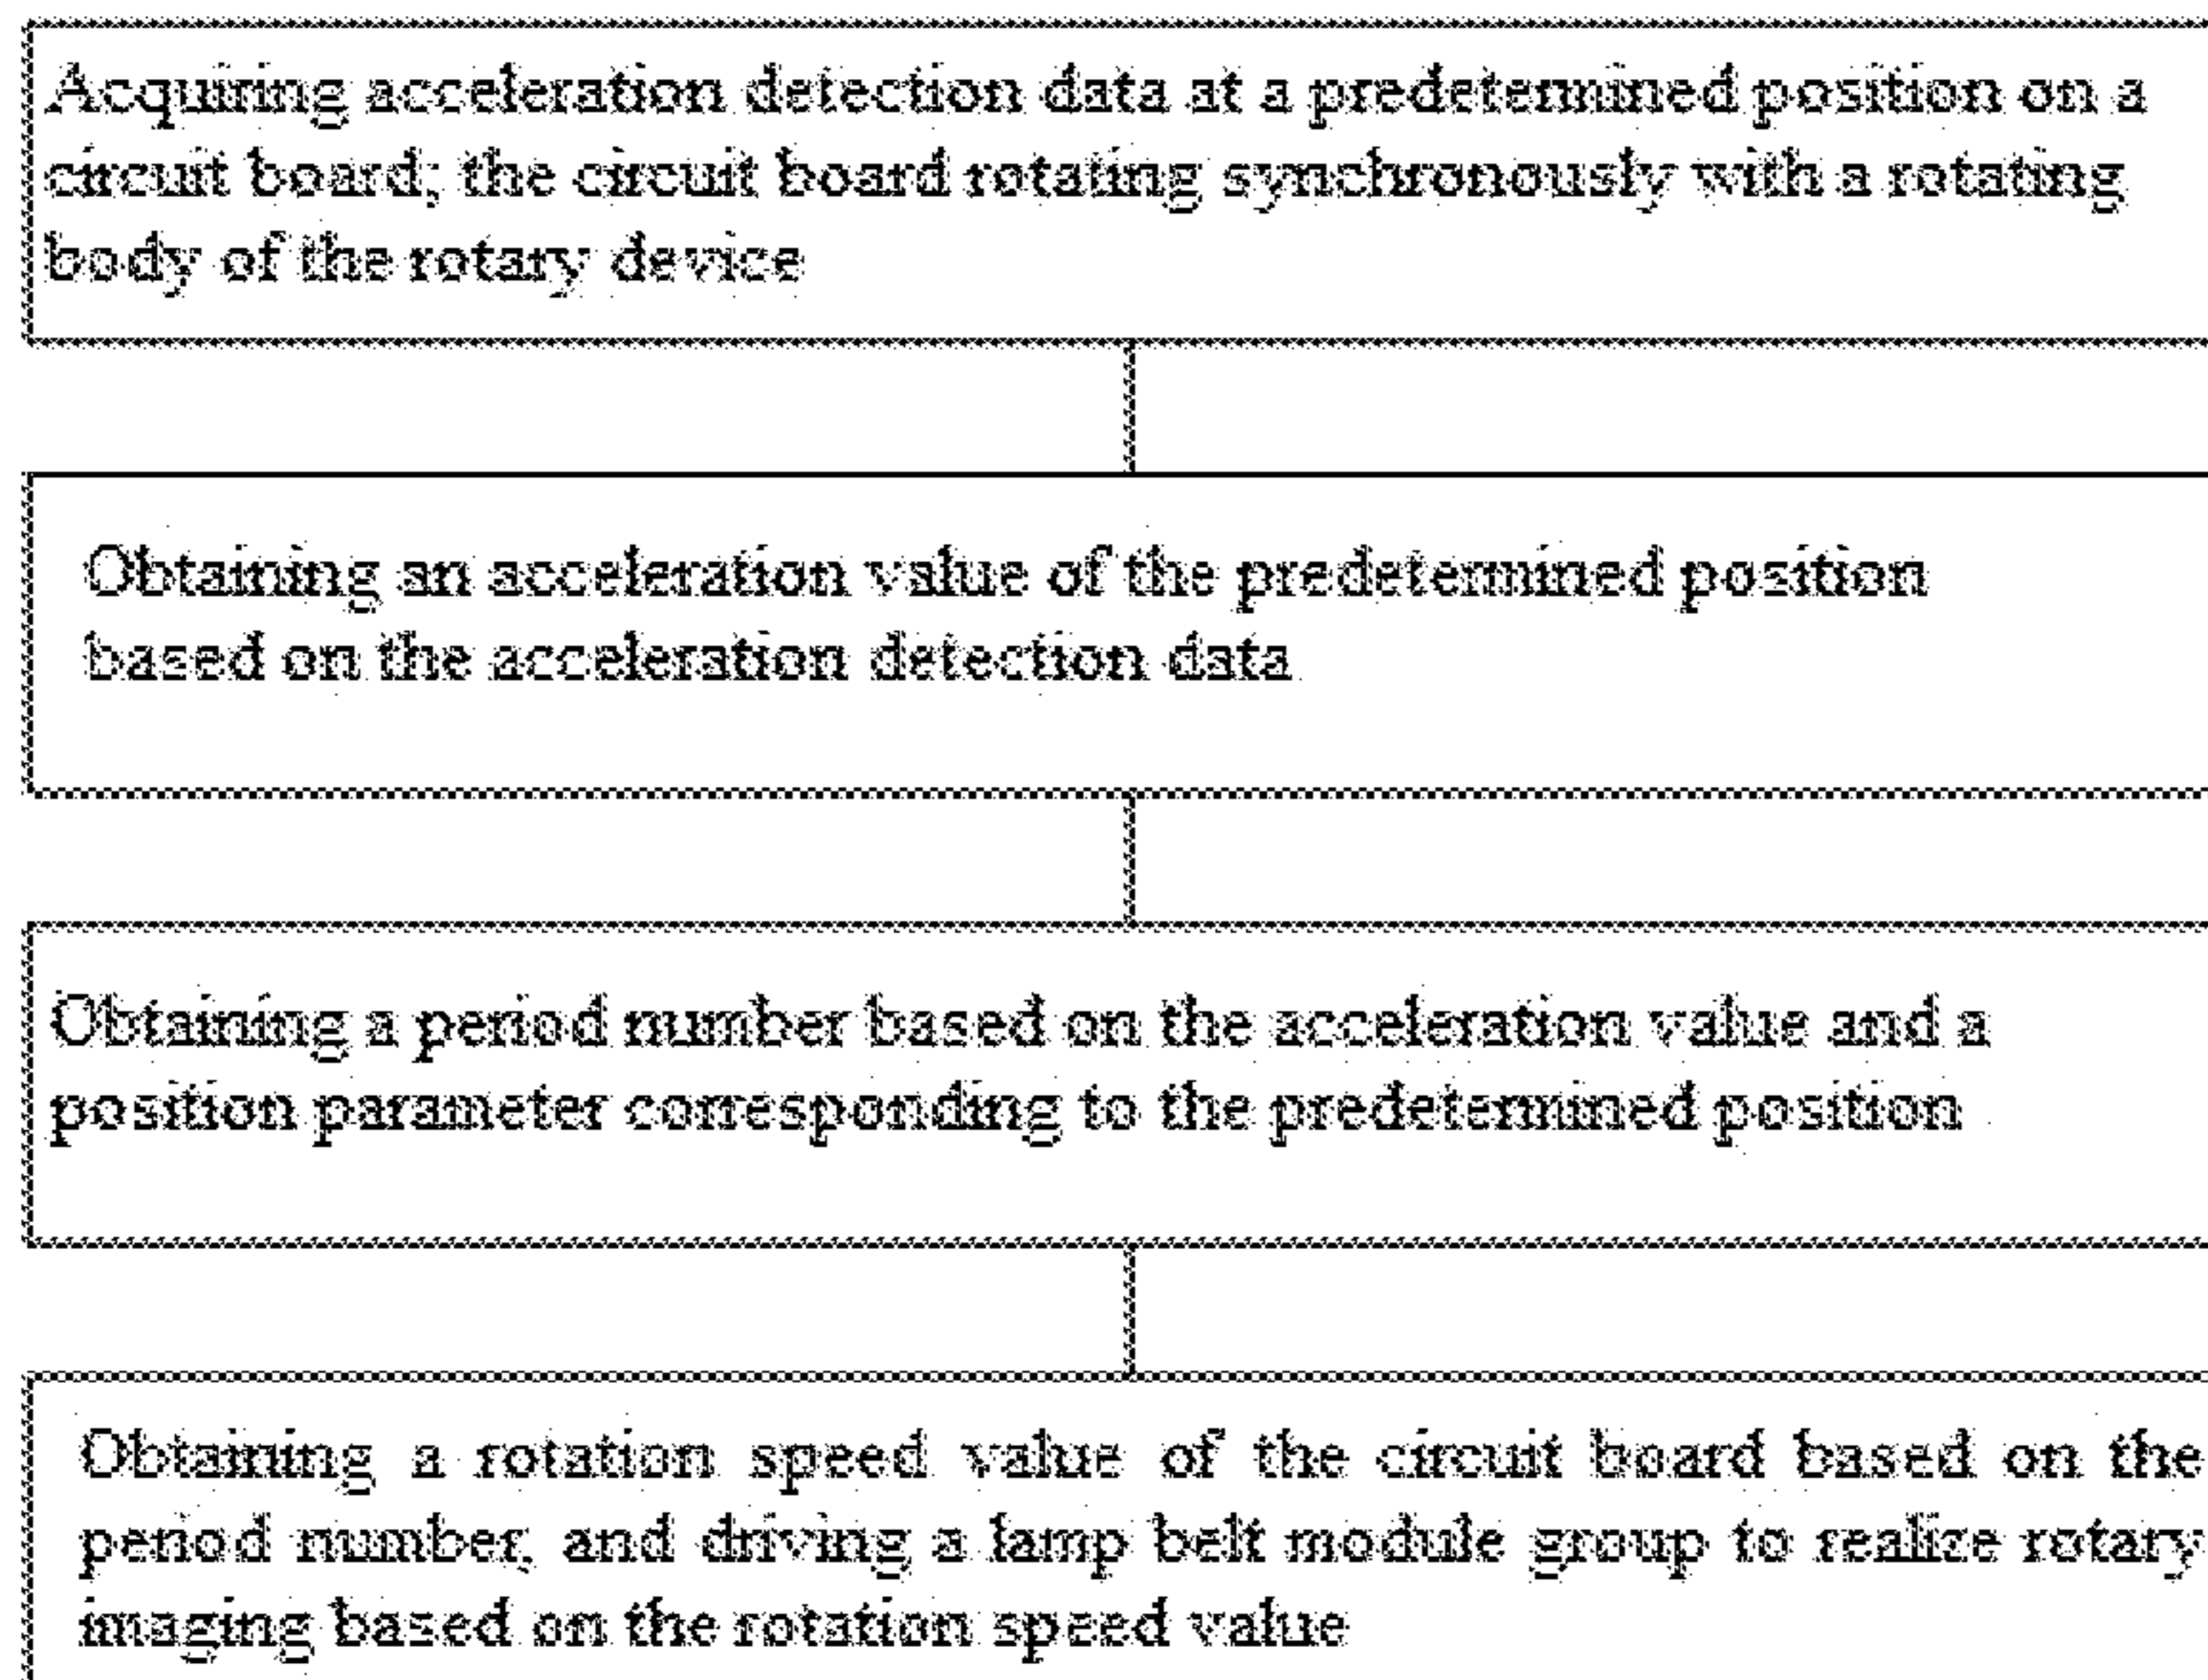 Acquiring acceleration detection data at a predetermined position on a
circuit board; the circuit board rotating synchronously with a rotating
body of the rotary device
Obtaining an acceleration value of the predetermined position
based on the acceleration detection data
Obtaining a period number based on the acceleration value and a
position parameter corresponding to the predetermined position
Obtaining a rotation speed value of the circuit board based on the
period number, and driving a lamp belt module group to realize rotary
imaging based on the rotation speed value